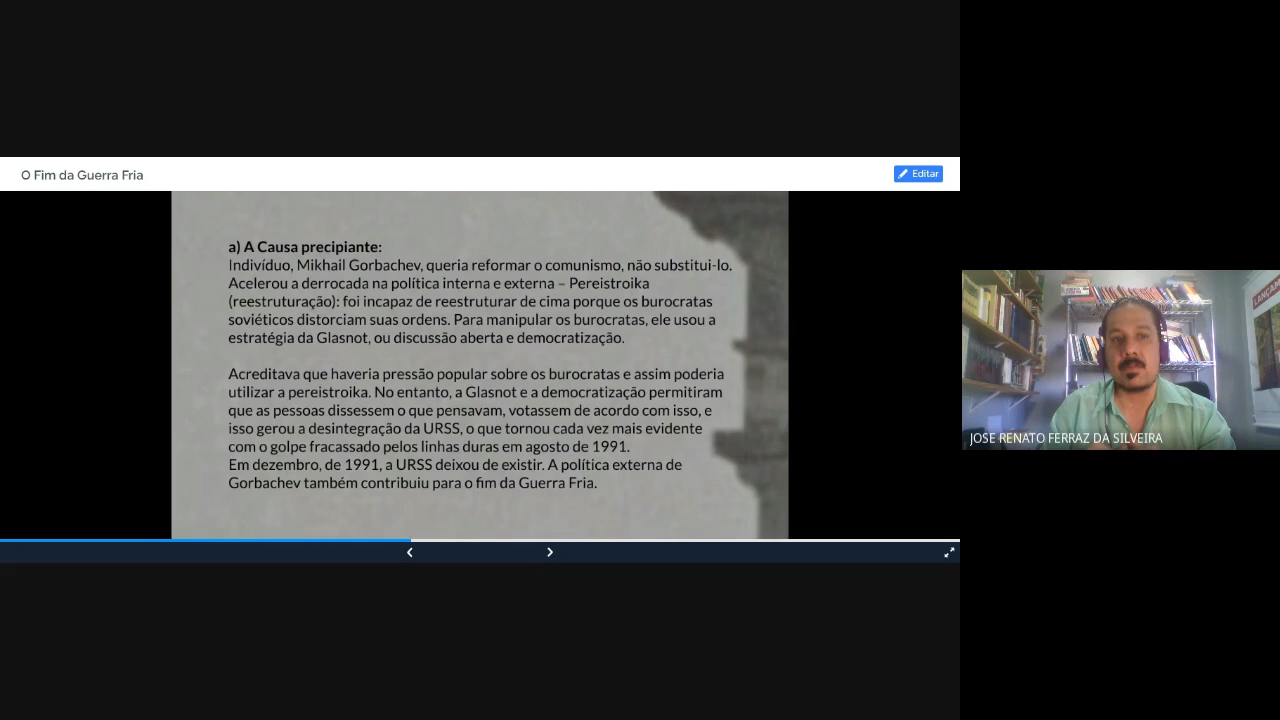 O Fim da Guerra Fria
Editar
a) A Causa precipiante:
Indivíduo, Mikhail Gorbachev, queria reformar o comunismo, não substitui-lo.
Acelerou a derrocada na política interna e externa – Pereistroika
(reestruturação): foi incapaz de reestruturar de cima porque os burocratas
soviéticos distorciam suas ordens. Para manipular os burocratas, ele usou a
estratégia da Glasnot, ou discussão aberta e democratização.
Acreditava que haveria pressão popular sobre os burocratas e assim poderia
utilizar a pereistroika. No entanto, a Glasnot e a democratização permitiram
que as pessoas dissessem o que pensavam, votassem de acordo com isso, e
isso gerou a desintegração da URSS, o que tornou cada vez mais evidente
com o golpe fracassado pelos linhas duras em agosto de 1991.
Em dezembro, de 1991, a URSS deixou de existir. A política externa de
Gorbachev também contribuiu para o fim da Guerra Fria.
LANÇAM
JOSE RENATO FERRAZ DA SILVEIRA